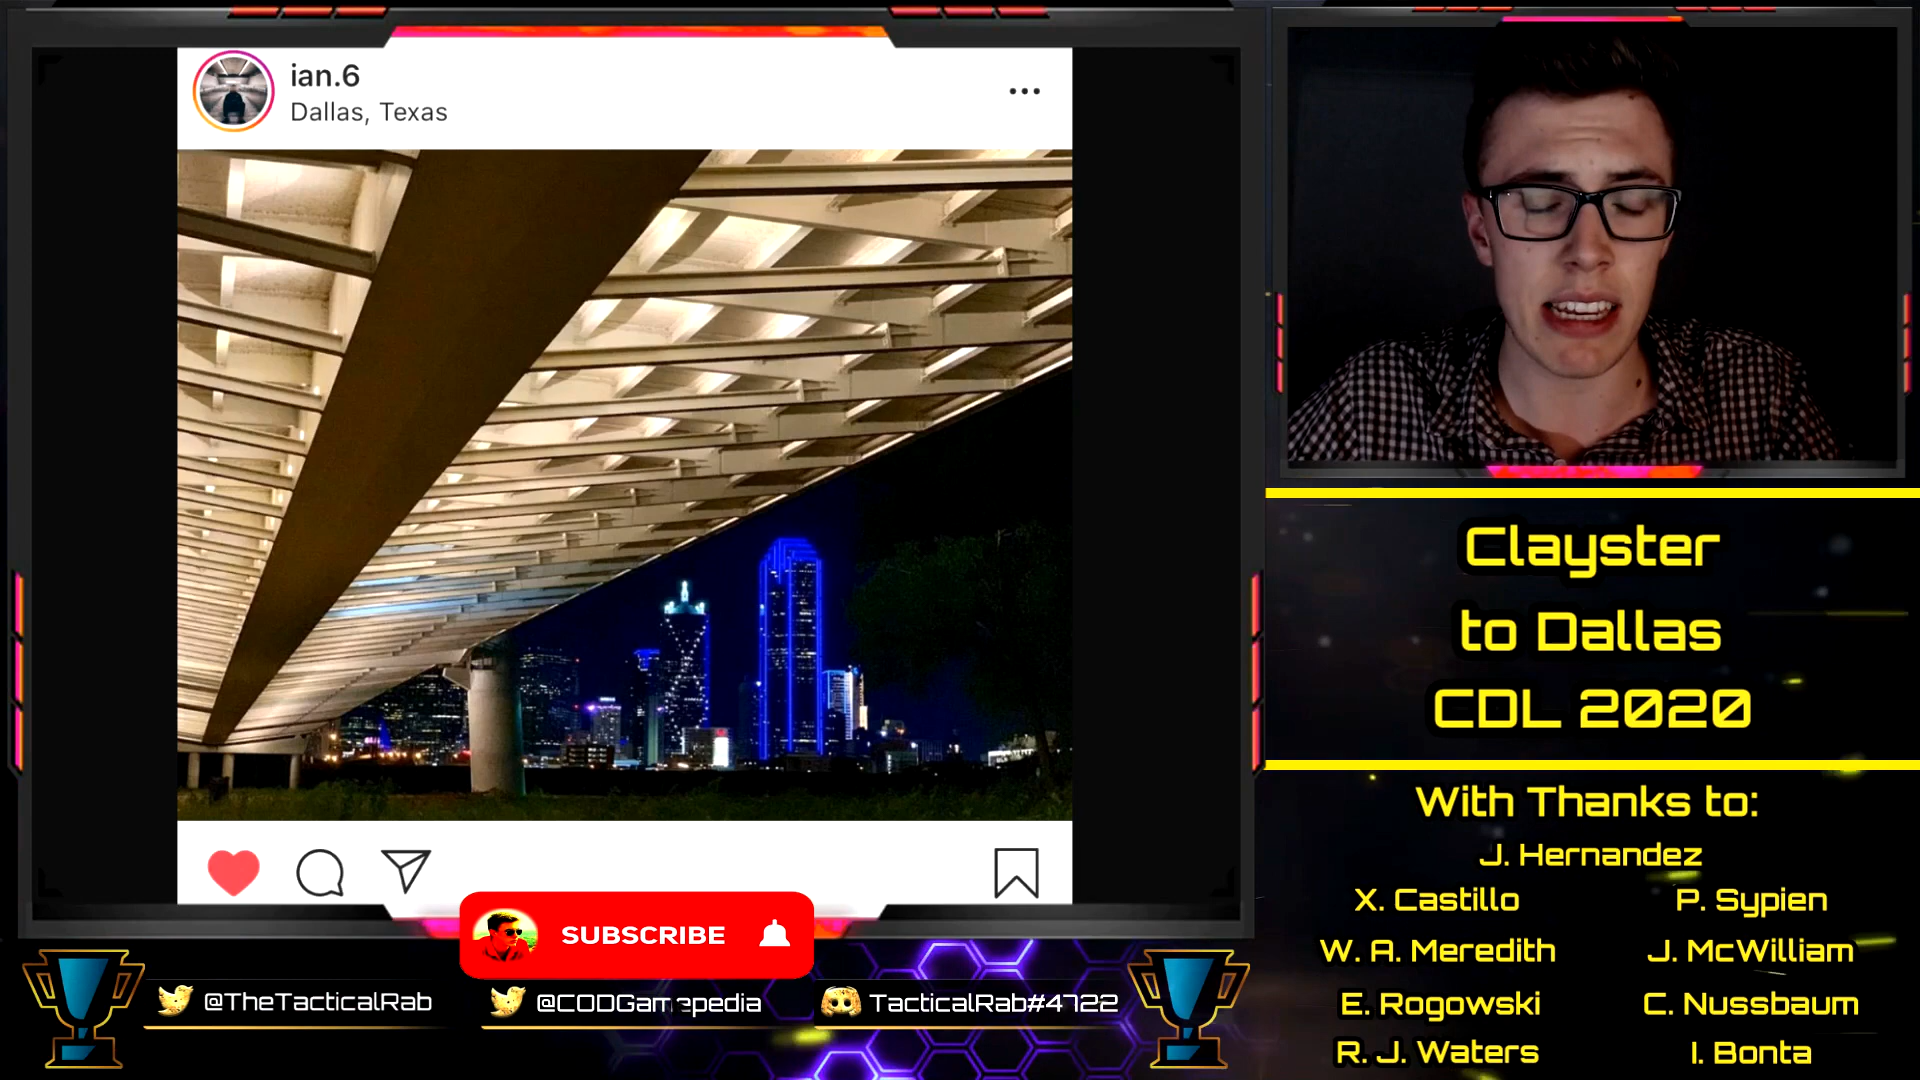 ian.6
Dallas, Texas
Clayster
to Dallas
CDL 2020
With Thanks to:
J. Hernandez
X. Castillo
P. Sypien
W. A. Meredith
J. McWilliam
E. Rogowski
C. Nussbaum
R. J. Waters
I. Bonta
SUBSCRIBE
@TheTacticalRab
@CODGamepedia
TacticalRab#4722